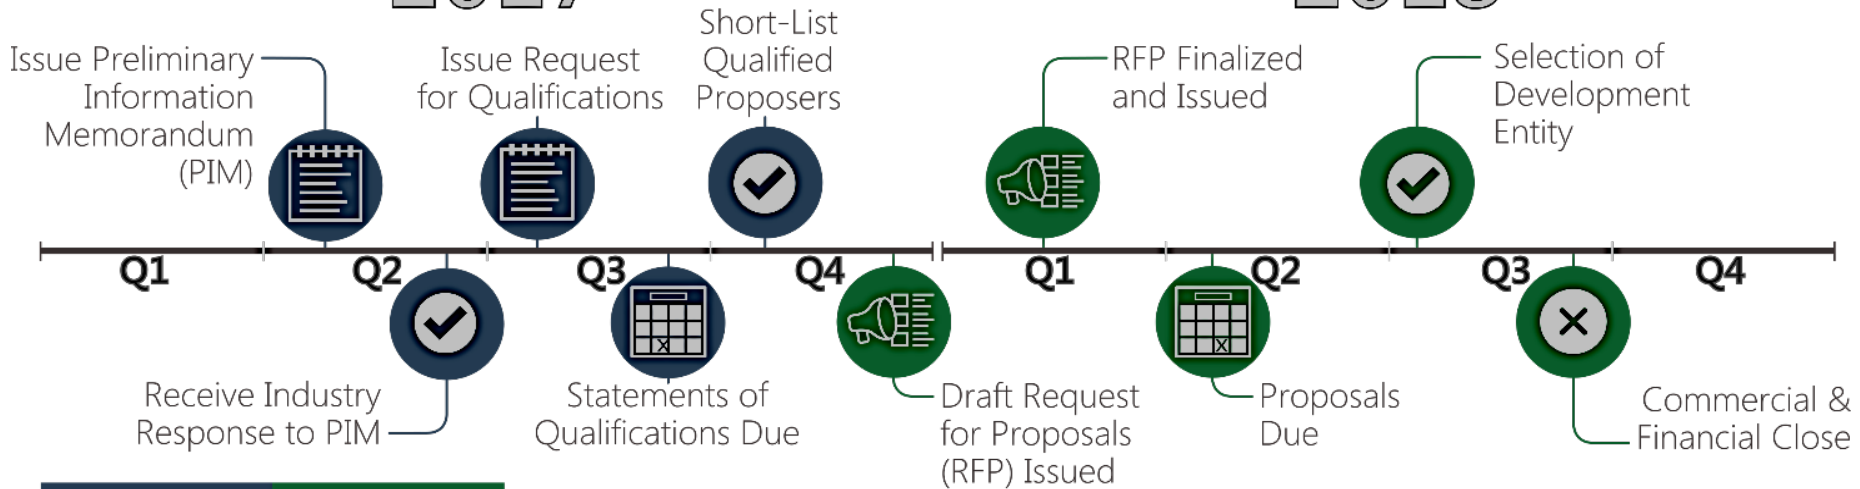 Issue Preliminary
Information
Memorandum
(PIM)
Issue Request
for Qualifications
Short-List
Qualified
Proposers
RFP Finalized
and Issued
Selection of
Development
Entity
Q1
Q2
Q3
Q4
Q1
Q2
Q3
Q4
Receive Industry
Response to PIM
Statements of
Qualifications Due
Draft Request
for Proposals
(RFP) Issued
Proposals
Due
Commercial &
Financial Close